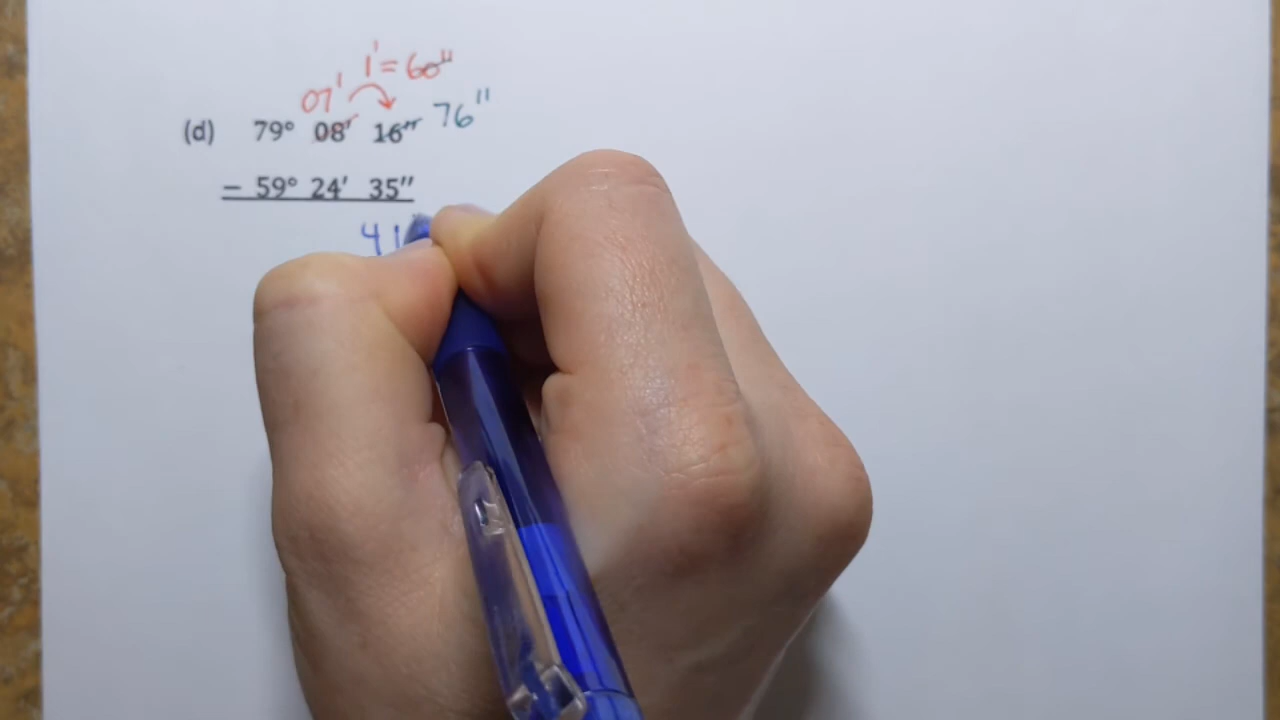 1' = 60"
07'
(d) 79° 08' 16" 76"
− 59° 24' 35"
41